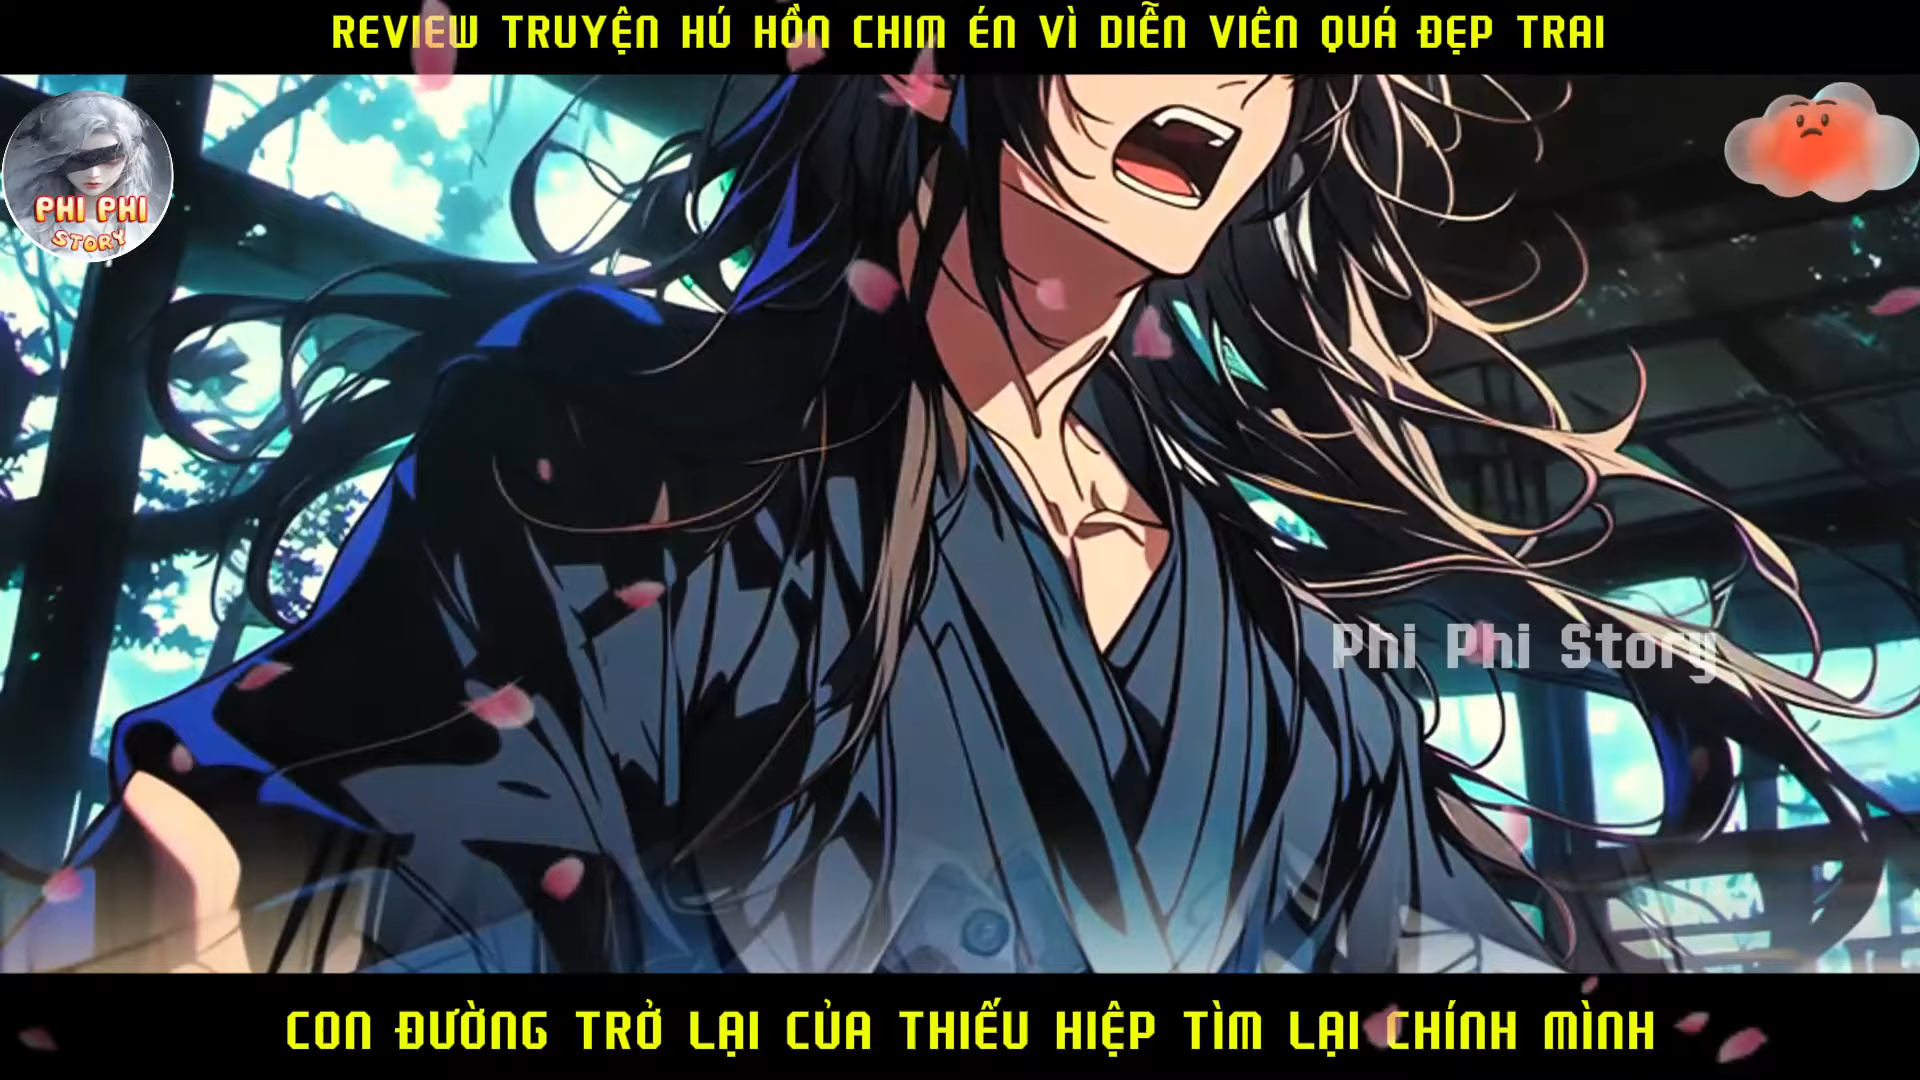 REVIEW TRUYỆN HÚ HỒN CHIM ÉN VÌ DIỄN VIÊN QUÁ ĐẸP TRAI
PHI PHI
STORY
Phi Phi Story
CON ĐƯỜNG TRỞ LẠI CỦA THIẾU HIỆP TÌM LẠI CHÍNH MÌNH